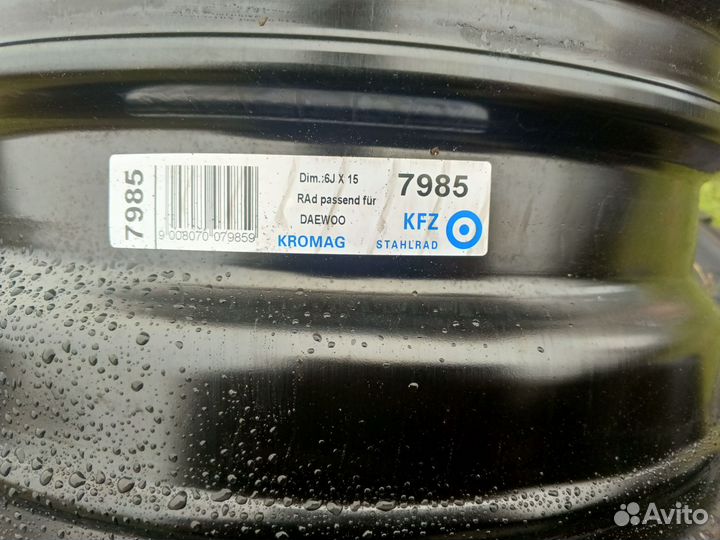 7985
9 008070 079859
Dim.:6J X 15
RAd passend für
DAEWOO
KROMAG
7985
KFZ
STAHLRAD
Avito